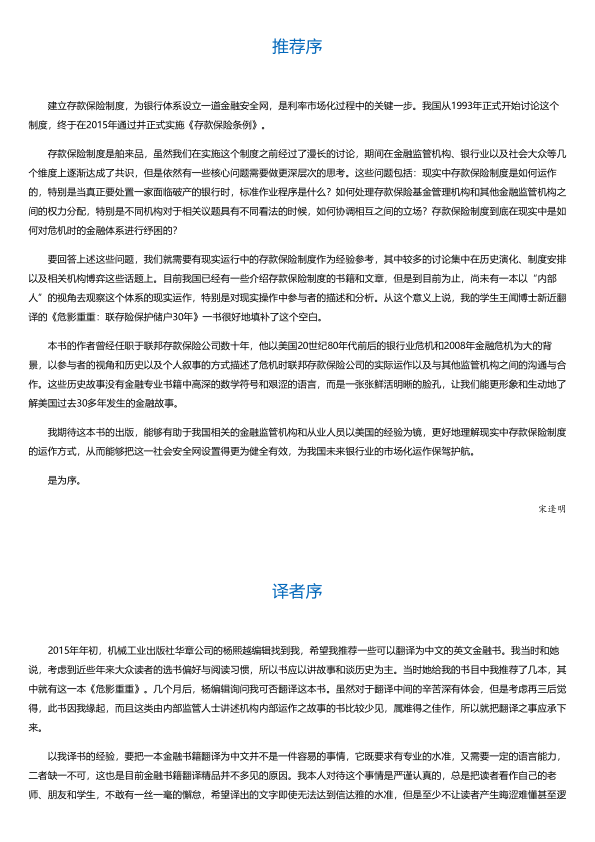 推荐序
建立存款保险制度，为银行体系设立一道金融安全网，是利率市场化过程中的关键一步。我国从1993年正式开始讨论这个
制度，终于在2015年通过并正式实施《存款保险条例》。
存款保险制度是舶来品，虽然我们在实施这个制度之前经过了漫长的讨论，期间在金融监管机构、银行业以及社会大众等几
个维度上逐渐达成了共识，但是依然有一些核心问题需要做更深层次的思考。这些问题包括：现实中存款保险制度是如何运作
的，特别是当真正要处置一家面临破产的银行时，标准作业程序是什么？如何处理存款保险基金管理机构和其他金融监管机构之
间的权力分配，特别是不同机构对于相关议题具有不同看法的时候，如何协调相互之间的立场？存款保险制度到底在现实中是如
何对危机时的金融体系进行纾困的？
要回答上述这些问题，我们就需要有现实运行中的存款保险制度作为经验参考，其中较多的讨论集中在历史演化、制度安排
以及相关机构博弈这些话题上。目前我国已经有一些介绍存款保险制度的书籍和文章，但是到目前为止，尚未有一本以“内部
人”的视角去观察这个体系的现实运作，特别是对现实操作中参与者的描述和分析。从这个意义上说，我的学生王闻博士新近翻
译的《危影重重：联存险保护储户30年》一书很好地填补了这个空白。
本书的作者曾经任职于联邦存款保险公司数十年，他以美国20世纪80年代前后的银行业危机和2008年金融危机为大的背
景，以参与者的视角和历史以及个人叙事的方式描述了危机时联邦存款保险公司的实际运作以及与其他监管机构之间的沟通与合
作。这些历史故事没有金融专业书籍中高深的数学符号和艰涩的语言，而是一张张鲜活明晰的脸孔，让我们能更形象和生动地了
解美国过去30多年发生的金融故事。
我期待这本书的出版，能够有助于我国相关的金融监管机构和从业人员以美国的经验为镜，更好地理解现实中存款保险制度
的运作方式，从而能够把这一社会安全网设置得更为健全有效，为我国未来银行业的市场化运作保驾护航。
是为序。
宋逢明
译者序
2015年年初，机械工业出版社华章公司的杨熙越编辑找到我，希望我推荐一些可以翻译为中文的英文金融书。我当时和她
说，考虑到近些年来大众读者的选书偏好与阅读习惯，所以书应以讲故事和谈历史为主。当时她给我的书目中我推荐了几本，其
中就有这一本《危影重重》。几个月后，杨编辑询问我可否翻译这本书。虽然对于翻译中间的辛苦深有体会，但是考虑再三后觉
得，此书因我缘起，而且这类由内部监管人士讲述机构内部运作之故事的书比较少见，属难得之佳作，所以就把翻译之事应承下
来。
以我译书的经验，要把一本金融书籍翻译为中文并不是一件容易的事情，它既要求有专业的水准，又需要一定的语言能力，
二者缺一不可，这也是目前金融书籍翻译精品并不多见的原因。我本人对待这个事情是严谨认真的，总是把读者看作自己的老
师、朋友和学生，不敢有一丝一毫的懈怠，希望译出的文字即使无法达到信达雅的水准，但是至少不让读者产生晦涩难懂甚至逻